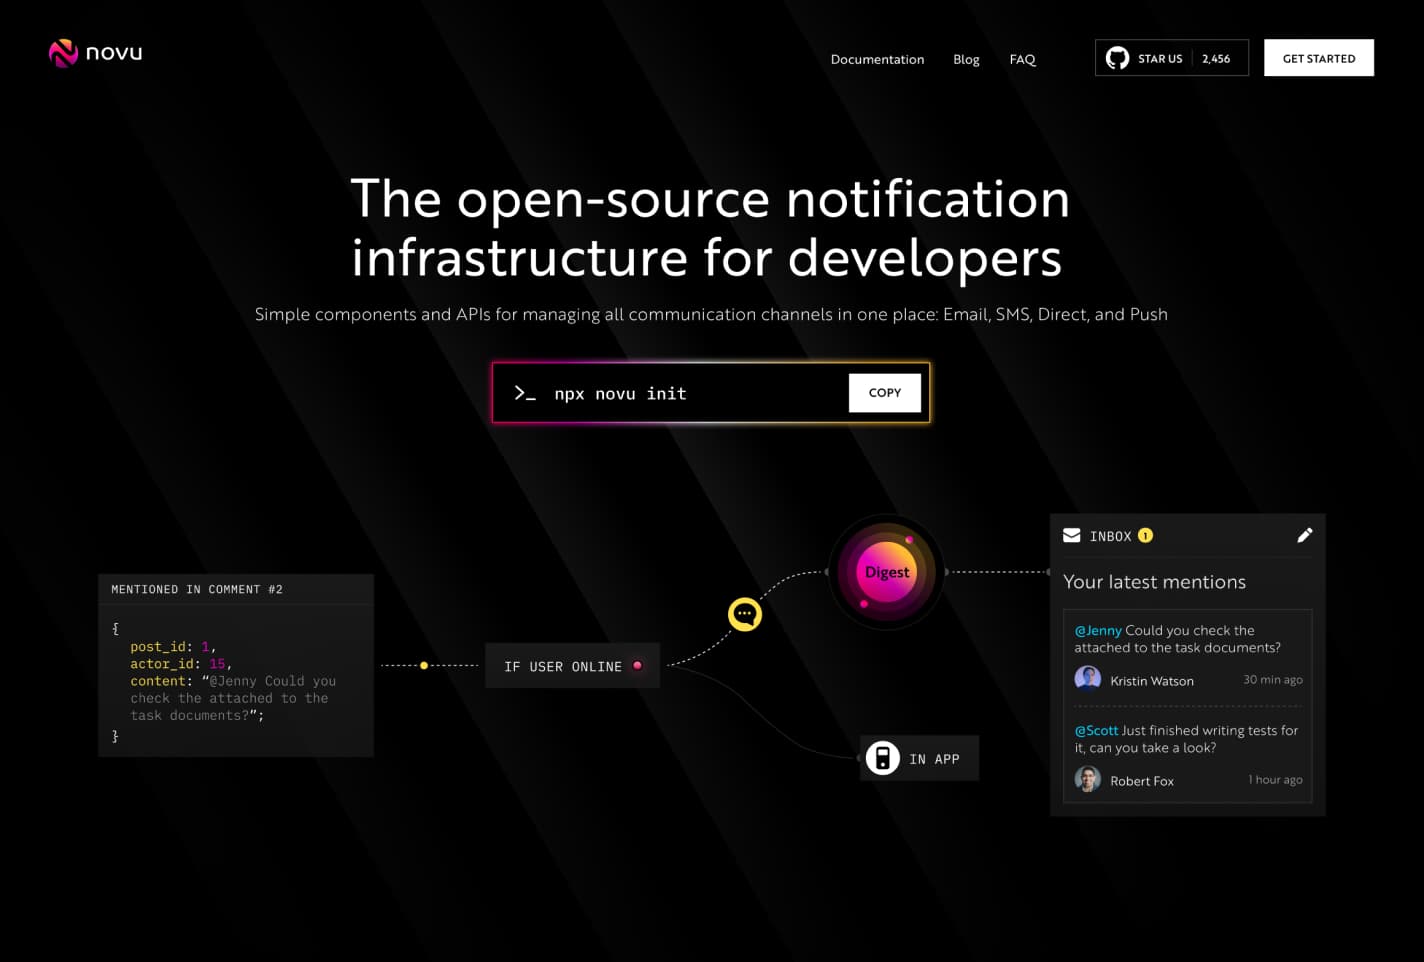 novu
Documentation
Blog
FAQ
STAR US
2,456
GET STARTED
The open-source notification
infrastructure for developers
Simple components and APIs for managing all communication channels in one place: Email, SMS, Direct, and Push
>_ npx novu init
COPY
MENTIONED IN COMMENT #2
{
post_id: 1,
actor_id: 15,
content: “@Jenny Could you
check the attached to the
task documents?”;
}
IF USER ONLINE
Digest
IN APP
INBOX 1
Your latest mentions
@Jenny Could you check the
attached to the task documents?
Kristin Watson
30 min ago
@Scott Just finished writing tests for
it, can you take a look?
Robert Fox
1 hour ago